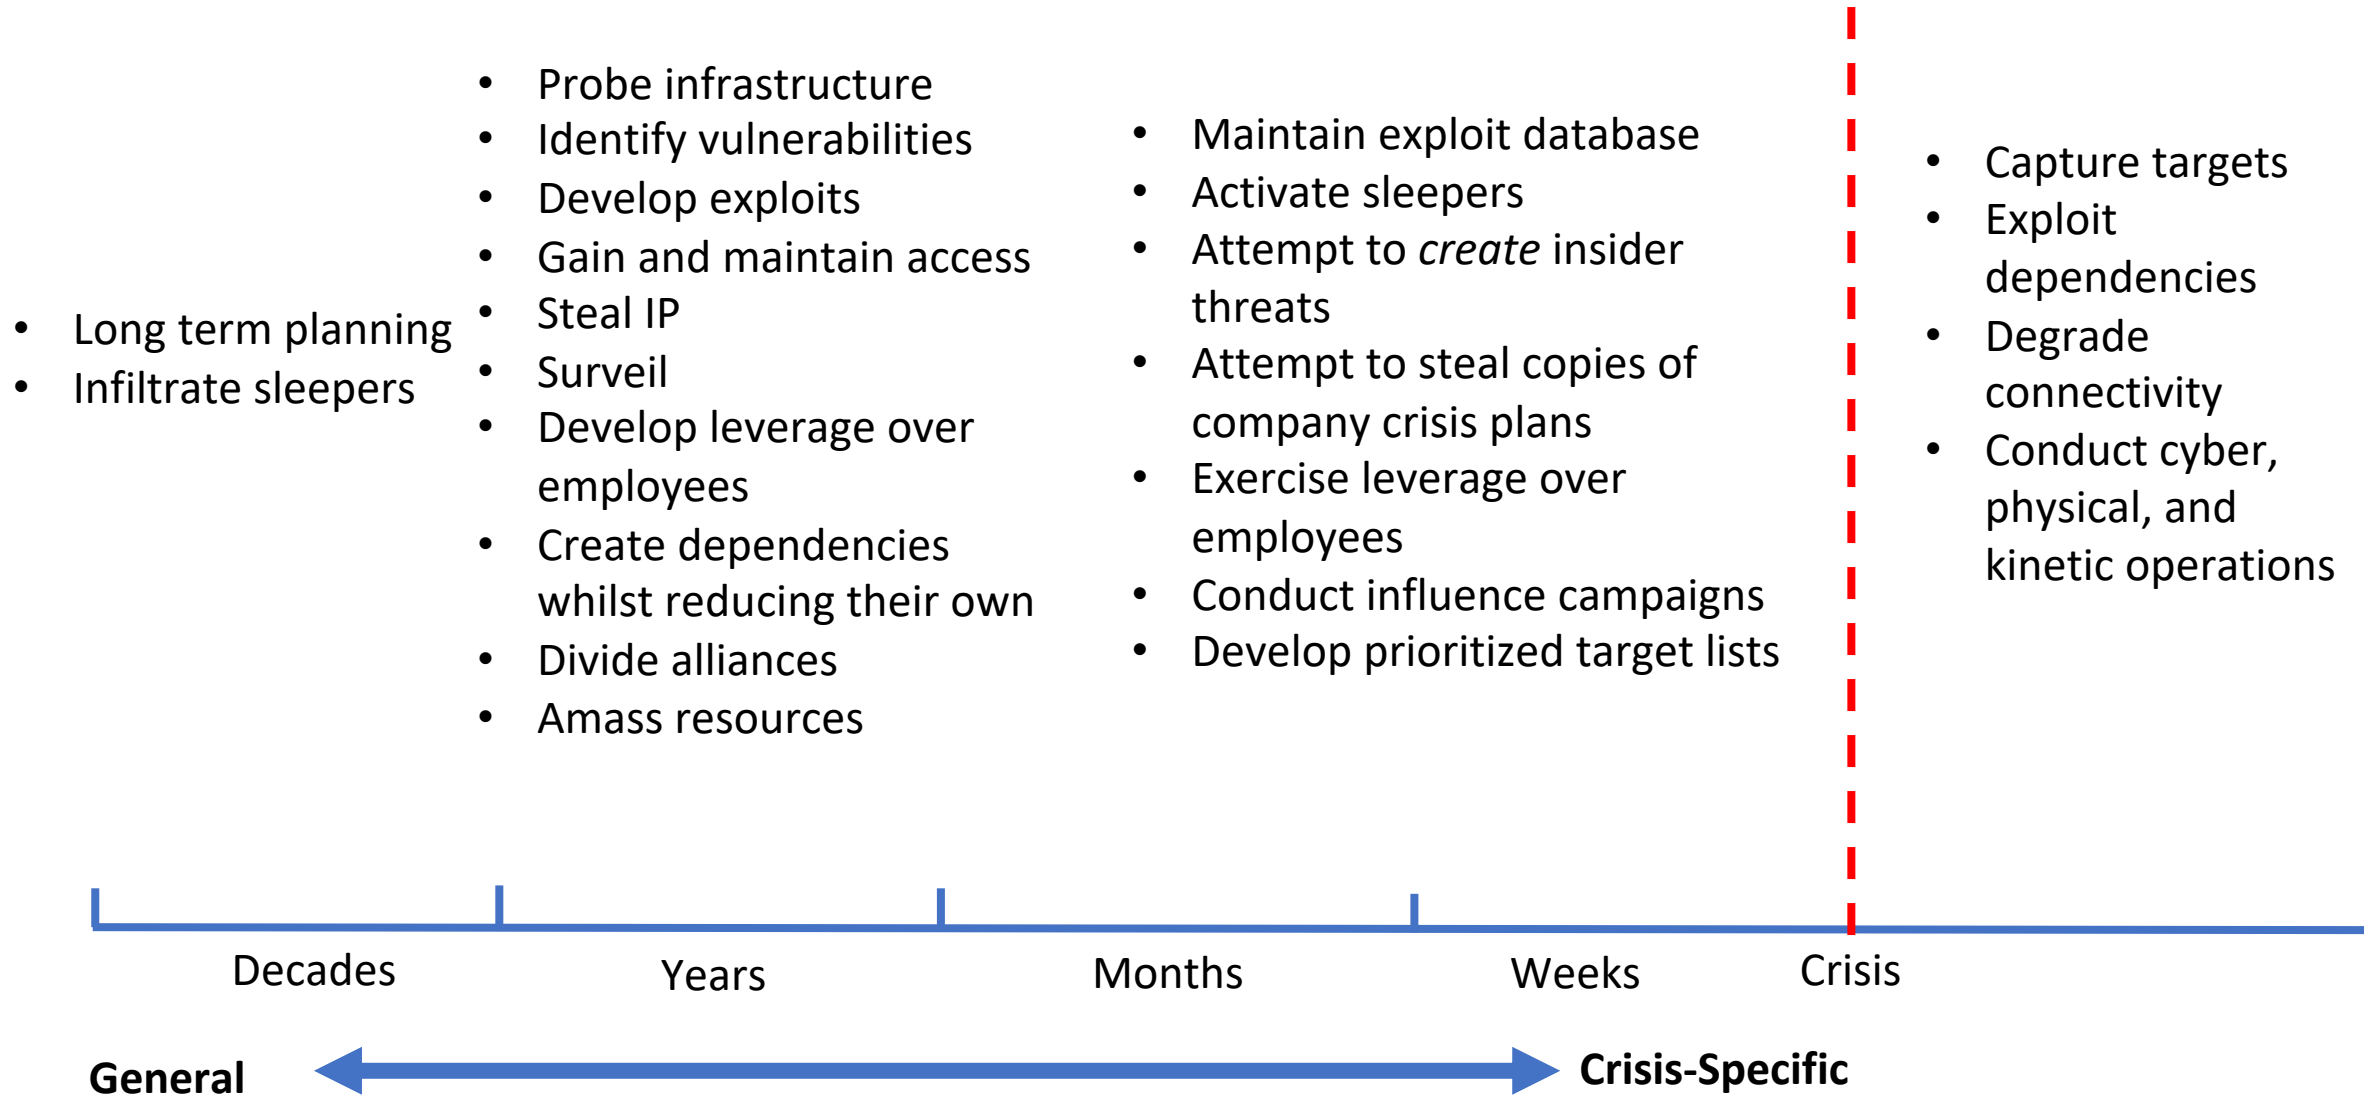 • Long term planning
• Infiltrate sleepers
• Probe infrastructure
• Identify vulnerabilities
• Develop exploits
• Gain and maintain access
• Steal IP
• Surveil
• Develop leverage over
employees
• Create dependencies
whilst reducing their own
• Divide alliances
• Amass resources
• Maintain exploit database
• Activate sleepers
• Attempt to create insider
threats
• Attempt to steal copies of
company crisis plans
• Exercise leverage over
employees
• Conduct influence campaigns
• Develop prioritized target lists
• Capture targets
• Exploit
dependencies
• Degrade
connectivity
• Conduct cyber,
physical, and
kinetic operations
Decades
Years
Months
Weeks
Crisis
General
Crisis-Specific